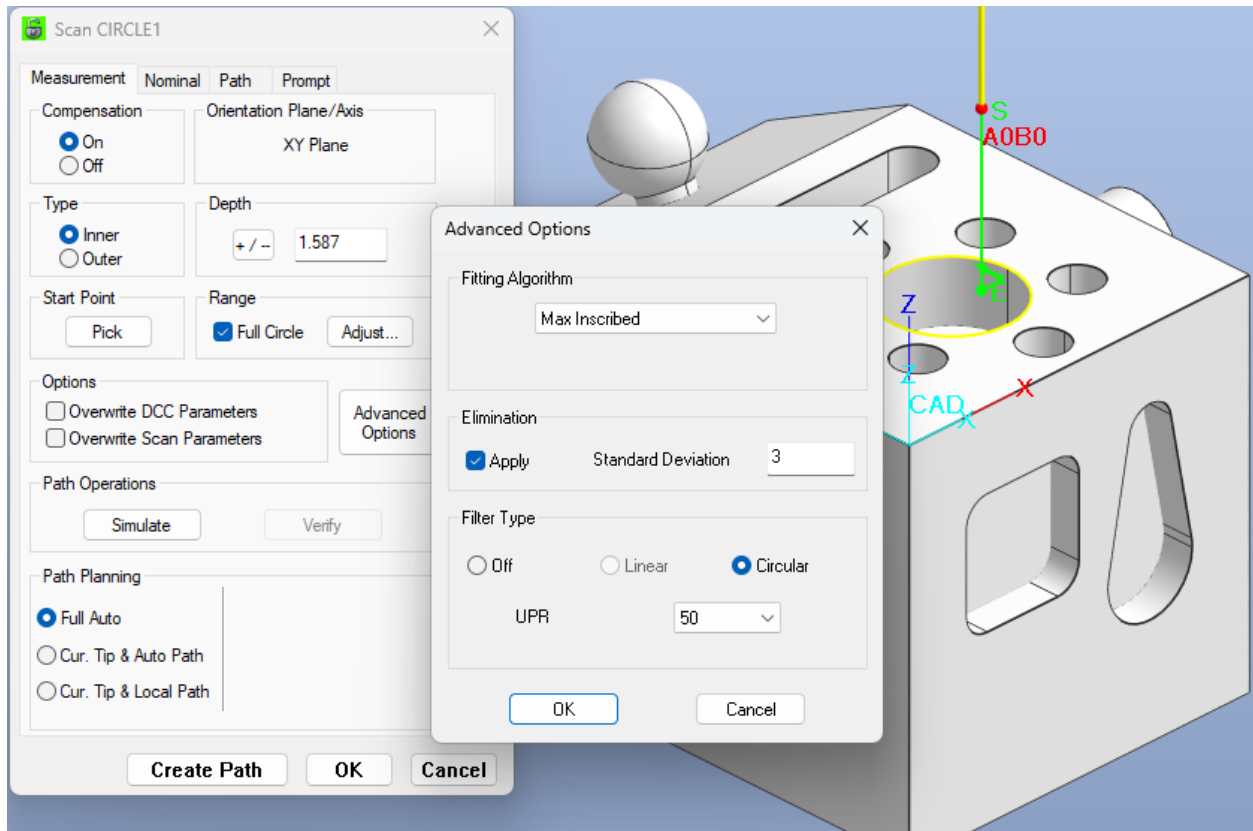 Scan CIRCLE1
Measurement Nominal Path Prompt
Compensation
On
Off
Orientation Plane/Axis
XY Plane
Type
Inner
Outer
Depth
+ / -- 1.587
Start Point
Pick
Range
Full Circle Adjust...
Options
Overwrite DCC Parameters
Overwrite Scan Parameters
Advanced
Options
Path Operations
Simulate Verify
Path Planning
Full Auto
Cur. Tip & Auto Path
Cur. Tip & Local Path
Create Path OK Cancel
Advanced Options
Fitting Algorithm
Max Inscribed
Elimination
Apply Standard Deviation 3
Filter Type
Off Linear Circular
UPR 50
OK Cancel
S
A0B0
E
Z
Z
X
CAD X